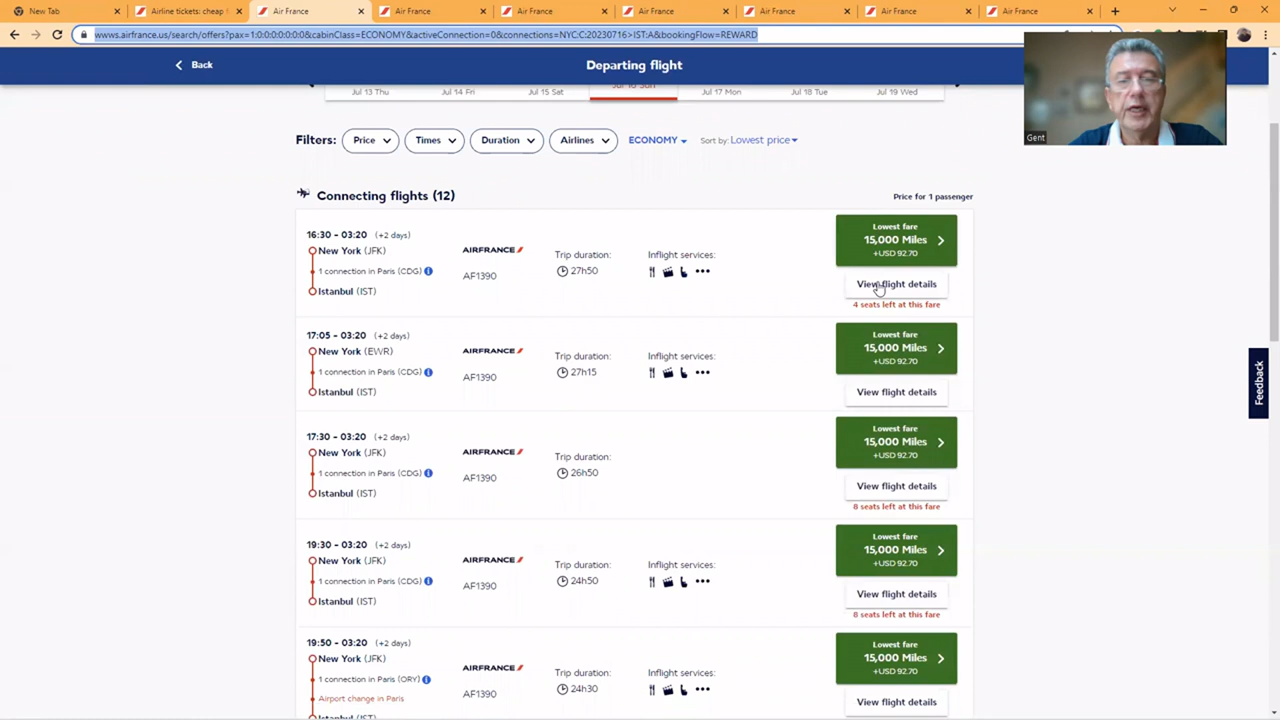 New Tab
Airline tickets: cheap f
Air France
Air France
Air France
Air France
Air France
Air France
Air France
wwws.airfrance.us/search/offers?pax=1:0:0:0:0:0:0:0&cabinClass=ECONOMY&activeConnection=0&connections=NYC:C:20230716>IST:A&bookingFlow=REWARD
Back
Departing flight
Jul 13 Thu
Jul 14 Fri
Jul 15 Sat
Jul 16 Sun
Jul 17 Mon
Jul 18 Tue
Jul 19 Wed
Gent
Filters:
Price
Times
Duration
Airlines
ECONOMY
Sort by: Lowest price
Connecting flights (12)
Price for 1 passenger
16:30 - 03:20 (+2 days)
New York (JFK)
1 connection in Paris (CDG)
Istanbul (IST)
AIRFRANCE
AF1390
Trip duration:
27h50
Inflight services:
Lowest fare
15,000 Miles
+USD 92.70
View flight details
4 seats left at this fare
17:05 - 03:20 (+2 days)
New York (EWR)
1 connection in Paris (CDG)
Istanbul (IST)
AIRFRANCE
AF1390
Trip duration:
27h15
Inflight services:
Lowest fare
15,000 Miles
+USD 92.70
View flight details
17:30 - 03:20 (+2 days)
New York (JFK)
1 connection in Paris (CDG)
Istanbul (IST)
AIRFRANCE
AF1390
Trip duration:
26h50
Lowest fare
15,000 Miles
+USD 92.70
View flight details
8 seats left at this fare
19:30 - 03:20 (+2 days)
New York (JFK)
1 connection in Paris (CDG)
Istanbul (IST)
AIRFRANCE
AF1390
Trip duration:
24h50
Inflight services:
Lowest fare
15,000 Miles
+USD 92.70
View flight details
8 seats left at this fare
19:50 - 03:20 (+2 days)
New York (JFK)
1 connection in Paris (ORY)
Airport change in Paris
Istanbul (IST)
AIRFRANCE
AF1390
Trip duration:
24h30
Inflight services:
Lowest fare
15,000 Miles
+USD 92.70
View flight details
Feedback